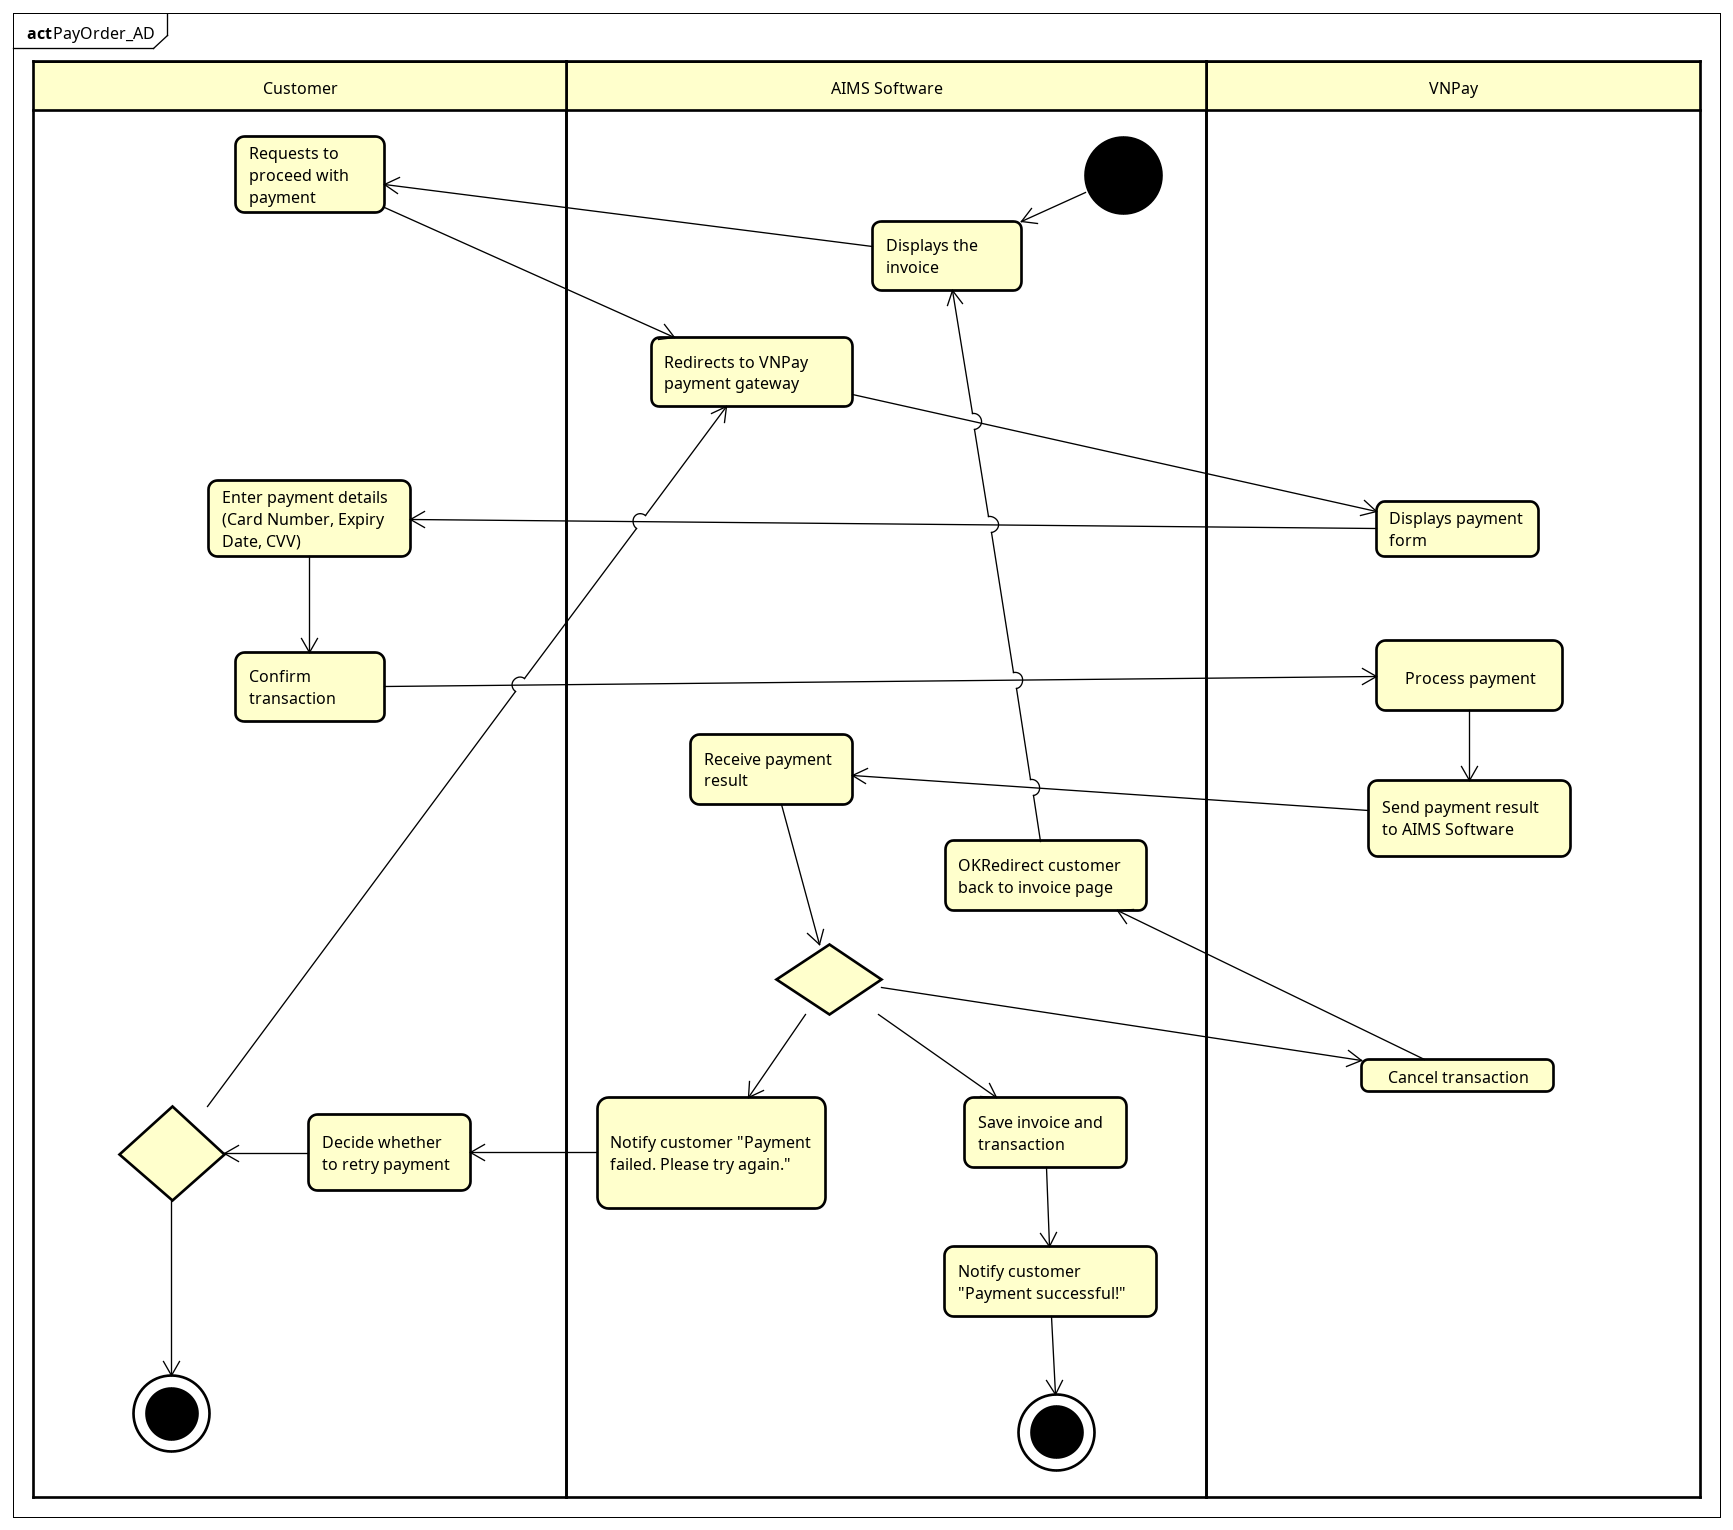 actPayOrder_AD
Customer
AIMS Software
VNPay
Requests to
proceed with
payment
Displays the
invoice
Redirects to VNPay
payment gateway
Enter payment details
(Card Number, Expiry
Date, CVV)
Displays payment
form
Confirm
transaction
Process payment
Receive payment
result
Send payment result
to AIMS Software
OKRedirect customer
back to invoice page
Cancel transaction
Decide whether
to retry payment
Notify customer "Payment
failed. Please try again."
Save invoice and
transaction
Notify customer
"Payment successful!"